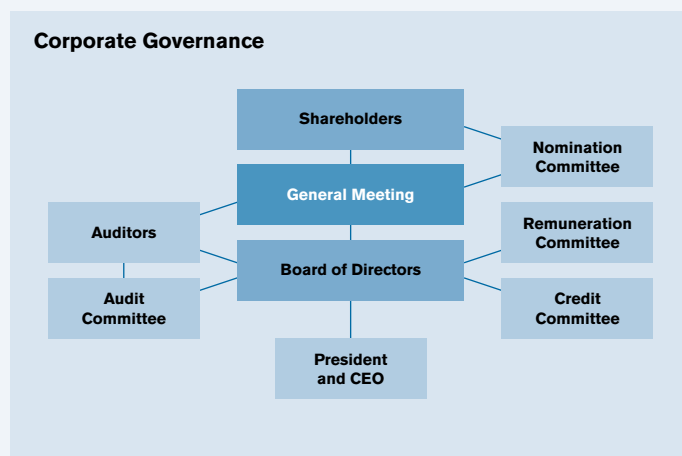 Corporate Governance
Shareholders
Nomination
Committee
General Meeting
Auditors
Remuneration
Committee
Board of Directors
Audit
Committee
Credit
Committee
President
and CEO